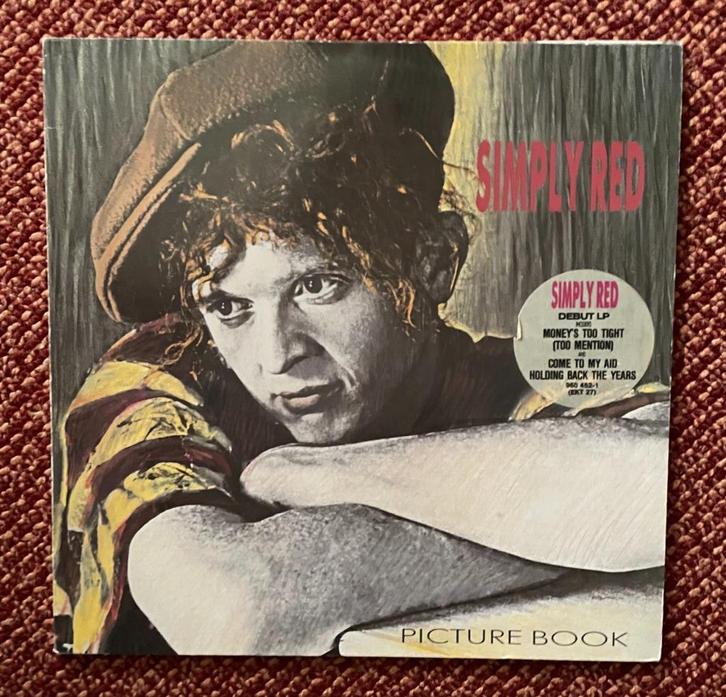 SIMPLY RED
SIMPLY RED
DEBUT LP
INCLUDES
MONEY'S TOO TIGHT
(TOO MENTION)
AND
COME TO MY AID
HOLDING BACK THE YEARS
960 452-1
(EKT 27)
PICTURE BOOK